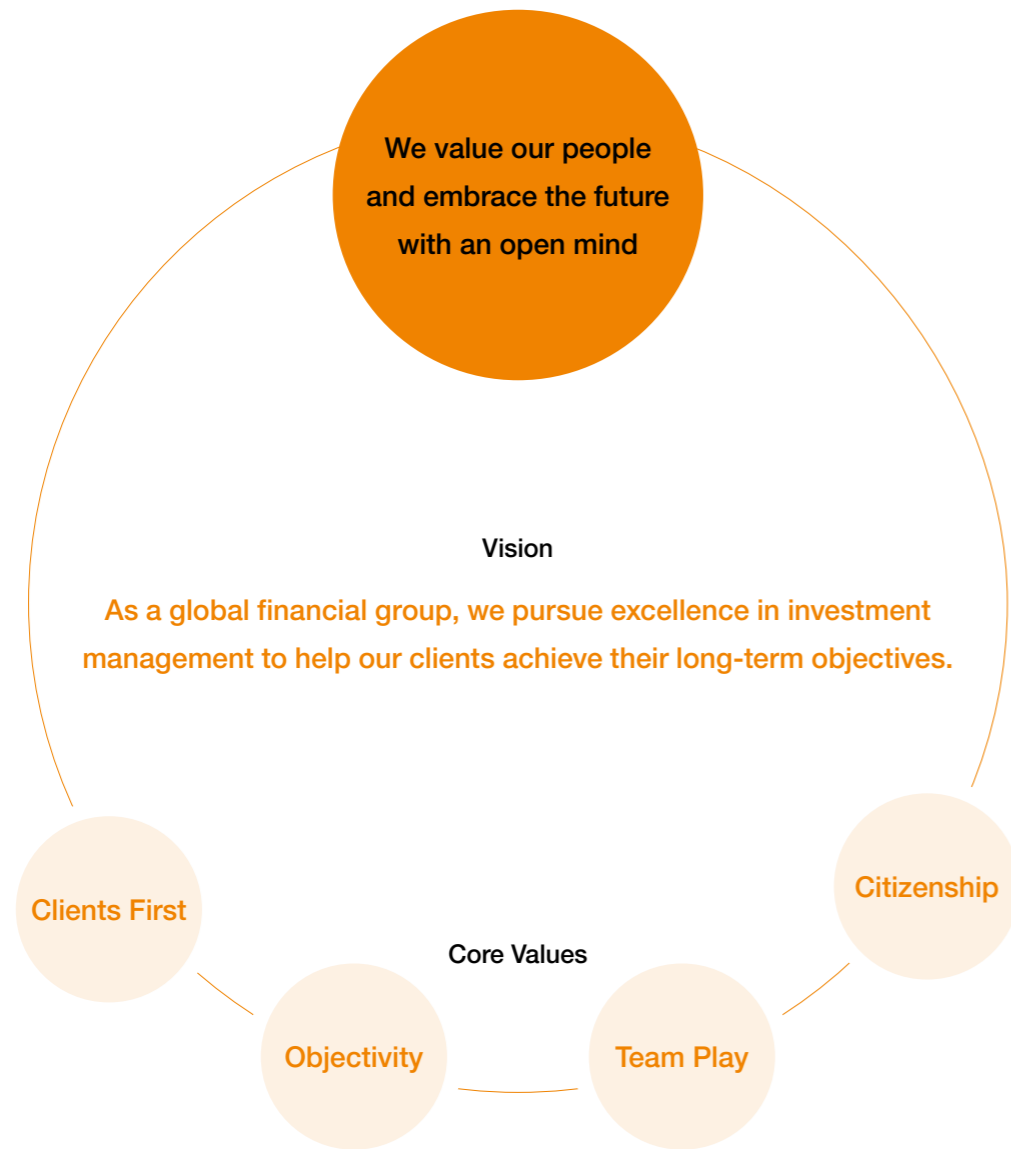 We value our people
and embrace the future
with an open mind
Vision
As a global financial group, we pursue excellence in investment
management to help our clients achieve their long-term objectives.
Citizenship
Clients First
Core Values
Objectivity
Team Play